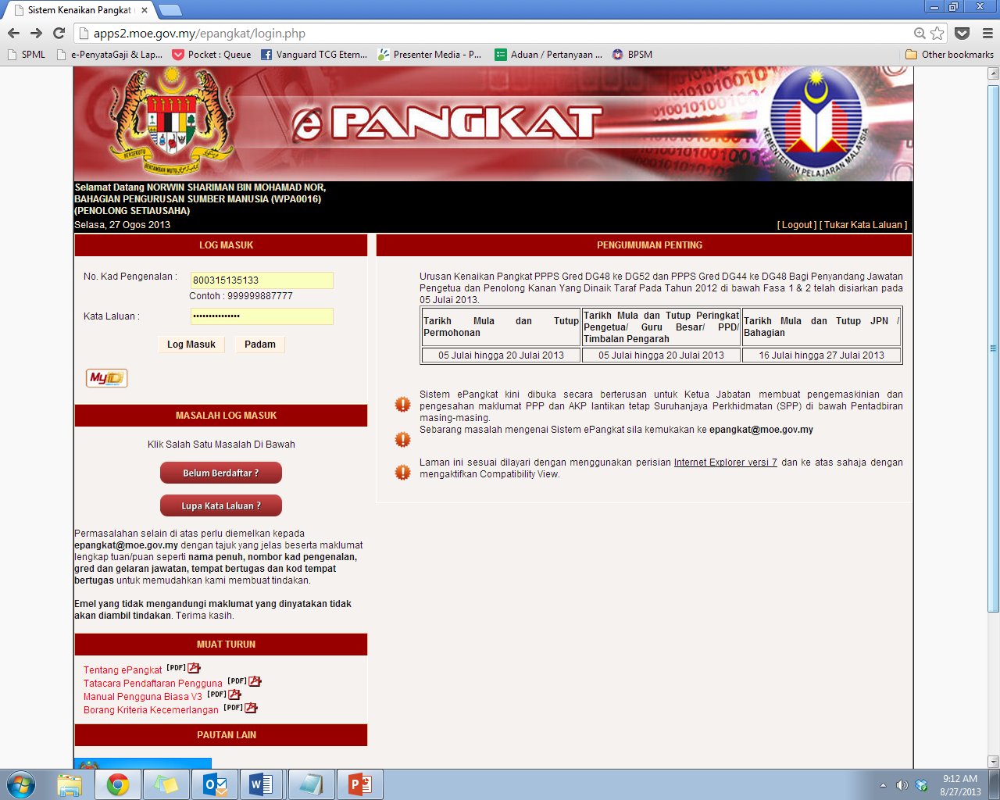 Sistem Kenaikan Pangkat
apps2.moe.gov.my/epangkat/login.php
SPML
e-PenyataGaji & Lap...
Pocket : Queue
Vanguard TCG Etern...
Presenter Media - P...
Aduan / Pertanyaan ...
BPSM
Other bookmarks
BERSEKUTU
BERTAMBAH MUTU
ePANGKAT
KEMENTERIAN PELAJARAN MALAYSIA
Selamat Datang NORWIN SHARIMAN BIN MOHAMAD NOR,
BAHAGIAN PENGURUSAN SUMBER MANUSIA (WPA0016)
(PENOLONG SETIAUSAHA)
Selasa, 27 Ogos 2013
[ Logout ] [ Tukar Kata Laluan ]
LOG MASUK
No. Kad Pengenalan :
800315135133
Contoh : 999999887777
Kata Laluan :
•••••••••••••••
Log Masuk
Padam
MyID
MASALAH LOG MASUK
Klik Salah Satu Masalah Di Bawah
Belum Berdaftar ?
Lupa Kata Laluan ?
Permasalahan selain di atas perlu diemelkan kepada
epangkat@moe.gov.my dengan tajuk yang jelas beserta maklumat
lengkap tuan/puan seperti nama penuh, nombor kad pengenalan,
gred dan gelaran jawatan, tempat bertugas dan kod tempat
bertugas untuk memudahkan kami membuat tindakan.
Emel yang tidak mengandungi maklumat yang dinyatakan tidak
akan diambil tindakan. Terima kasih.
MUAT TURUN
Tentang ePangkat [PDF]
Tatacara Pendaftaran Pengguna [PDF]
Manual Pengguna Biasa V3 [PDF]
Borang Kriteria Kecemerlangan [PDF]
PAUTAN LAIN
PENGUMUMAN PENTING
Urusan Kenaikan Pangkat PPPS Gred DG48 ke DG52 dan PPPS Gred DG44 ke DG48 Bagi Penyandang Jawatan
Pengetua dan Penolong Kanan Yang Dinaik Taraf Pada Tahun 2012 di bawah Fasa 1 & 2 telah disiarkan pada
05 Julai 2013.
Tarikh Mula dan Tutup
Permohonan
Tarikh Mula dan Tutup Peringkat
Pengetua/ Guru Besar/ PPD/
Timbalan Pengarah
Tarikh Mula dan Tutup JPN /
Bahagian
05 Julai hingga 20 Julai 2013
05 Julai hingga 20 Julai 2013
16 Julai hingga 27 Julai 2013
Sistem ePangkat kini dibuka secara berterusan untuk Ketua Jabatan membuat pengemaskinian dan
pengesahan maklumat PPP dan AKP lantikan tetap Suruhanjaya Perkhidmatan (SPP) di bawah Pentadbiran
masing-masing.
Sebarang masalah mengenai Sistem ePangkat sila kemukakan ke epangkat@moe.gov.my
Laman ini sesuai dilayari dengan menggunakan perisian Internet Explorer versi 7 dan ke atas sahaja dengan
mengaktifkan Compatibility View.
9:12 AM
8/27/2013